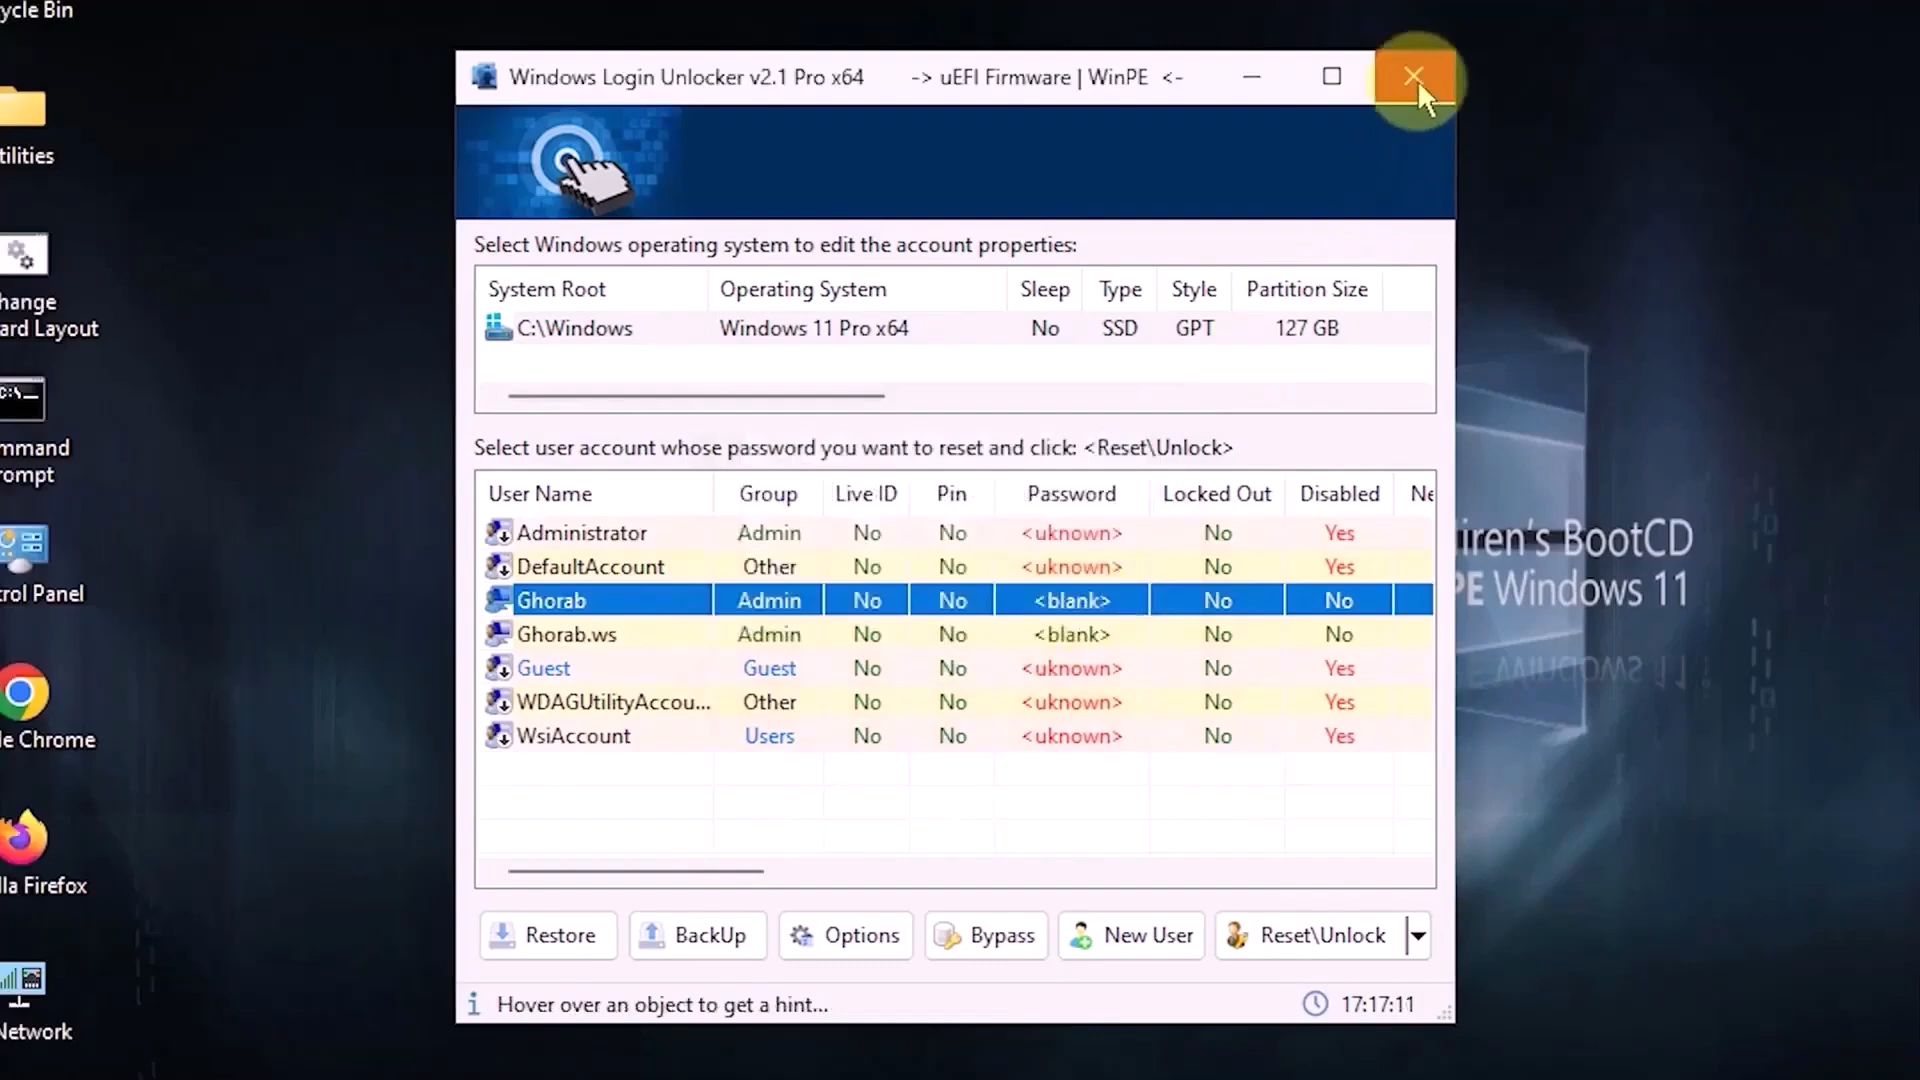 ycle Bin
tilities
hange
ard Layout
mmand
rompt
trol Panel
le Chrome
lla Firefox
Network
Windows Login Unlocker v2.1 Pro x64 -> uEFI Firmware | WinPE <-
Select Windows operating system to edit the account properties:
System Root Operating System Sleep Type Style Partition Size
C:\Windows Windows 11 Pro x64 No SSD GPT 127 GB
Select user account whose password you want to reset and click: <Reset\Unlock>
User Name Group Live ID Pin Password Locked Out Disabled Ne
Administrator Admin No No <uknown> No Yes
DefaultAccount Other No No <uknown> No Yes
Ghorab Admin No No <blank> No No
Ghorab.ws Admin No No <blank> No No
Guest Guest No No <uknown> No Yes
WDAGUtilityAccou... Other No No <uknown> No Yes
WsiAccount Users No No <uknown> No Yes
Restore BackUp Options Bypass New User Reset\Unlock
Hover over an object to get a hint... 17:17:11
iren's BootCD
PE Windows 11